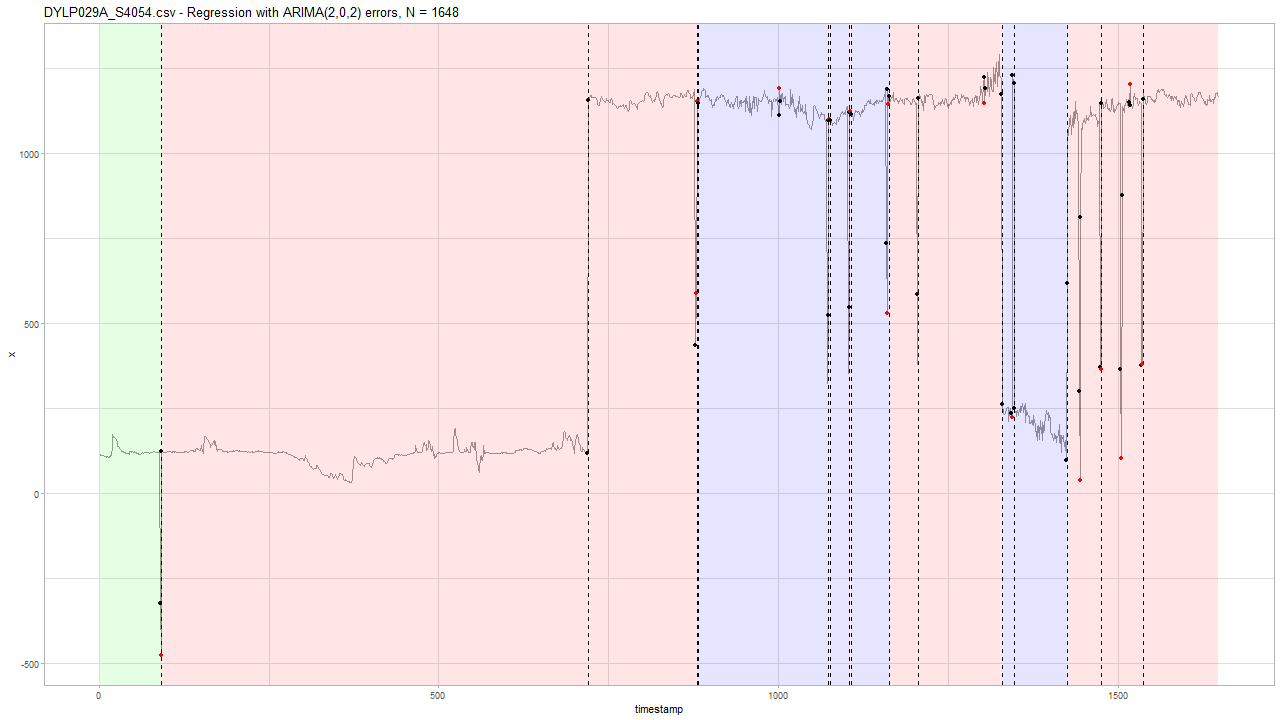 DYLP029A_S4054.csv - Regression with ARIMA(2,0,2) errors, N = 1648
1000
500
0
-500
x
0
500
1000
1500
timestamp